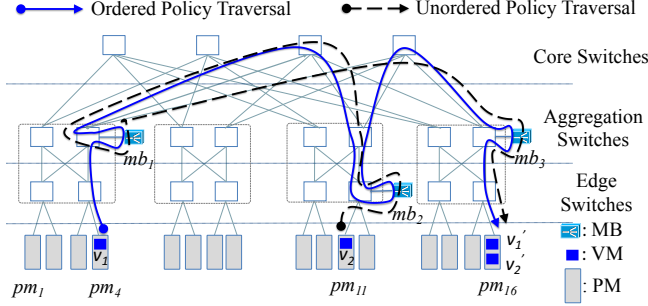 Ordered Policy Traversal
Unordered Policy Traversal
Core Switches
Aggregation
Switches
mb1
mb3
Edge
Switches
mb2
: MB
v1
v2
v1'
v2'
: VM
: PM
pm1
pm4
pm11
pm16